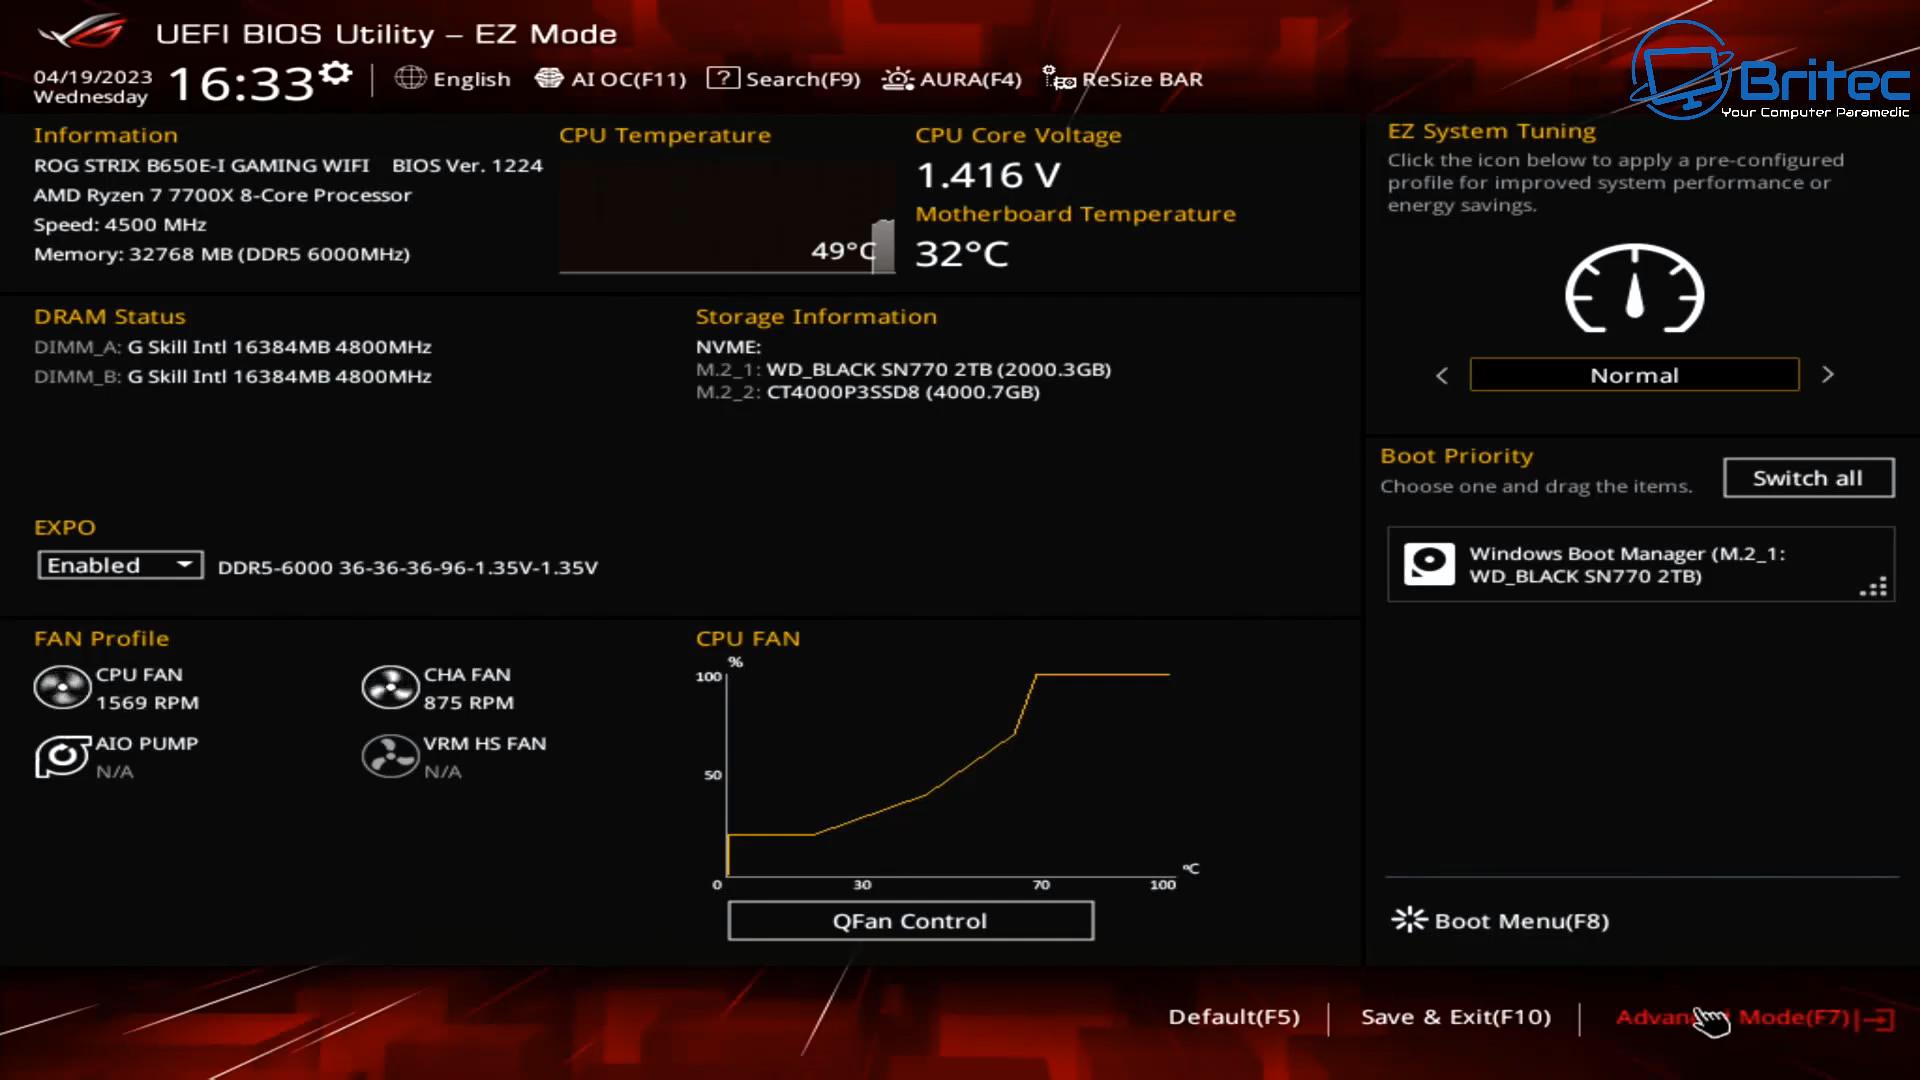 UEFI BIOS Utility – EZ Mode
04/19/2023
Wednesday
16:33
English
AI OC(F11)
Search(F9)
AURA(F4)
ReSize BAR
Britec
Your Computer Paramedic
Information
ROG STRIX B650E-I GAMING WIFI BIOS Ver. 1224
AMD Ryzen 7 7700X 8-Core Processor
Speed: 4500 MHz
Memory: 32768 MB (DDR5 6000MHz)
CPU Temperature
49°C
CPU Core Voltage
1.416 V
Motherboard Temperature
32°C
EZ System Tuning
Click the icon below to apply a pre-configured
profile for improved system performance or
energy savings.
Normal
DRAM Status
DIMM_A: G Skill Intl 16384MB 4800MHz
DIMM_B: G Skill Intl 16384MB 4800MHz
Storage Information
NVME:
M.2_1: WD_BLACK SN770 2TB (2000.3GB)
M.2_2: CT4000P3SSD8 (4000.7GB)
EXPO
Enabled
DDR5-6000 36-36-36-96-1.35V-1.35V
Boot Priority
Choose one and drag the items.
Switch all
Windows Boot Manager (M.2_1:
WD_BLACK SN770 2TB)
FAN Profile
CPU FAN
1569 RPM
CHA FAN
875 RPM
AIO PUMP
N/A
VRM HS FAN
N/A
CPU FAN
%
100
50
0
30
70
100
°C
QFan Control
Boot Menu(F8)
Default(F5)
Save & Exit(F10)
Mode(F7)